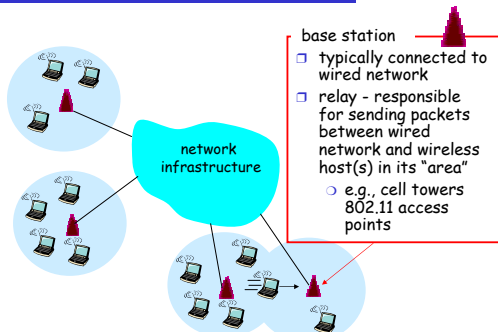 base station
❒ typically connected to
wired network
❒ relay - responsible
for sending packets
between wired
network and wireless
host(s) in its “area”
❍ e.g., cell towers
802.11 access
points
network
infrastructure